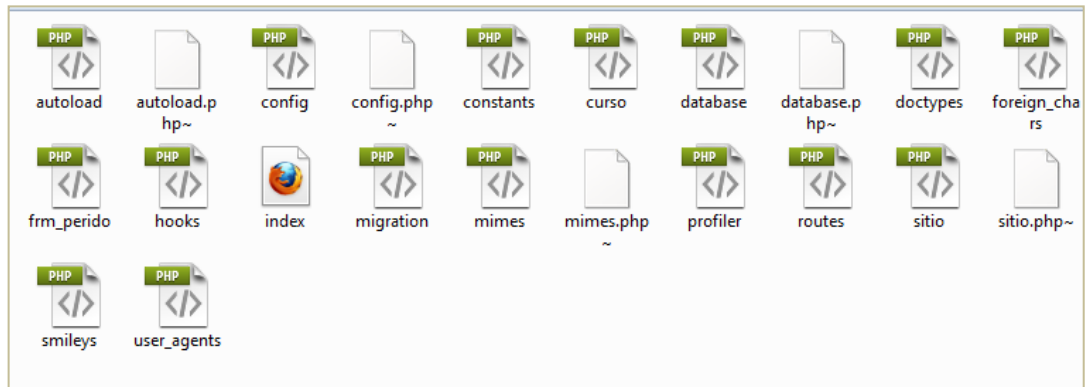 PHP PHP PHP PHP PHP PHP PHP
autoload autoload.p config config.php constants curso database database.p doctypes foreign_cha
hp~ ~ hp~ rs
PHP PHP PHP PHP PHP PHP PHP
frm_perido hooks index migration mimes mimes.php profiler routes sitio sitio.php~
~
PHP PHP
smileys user_agents